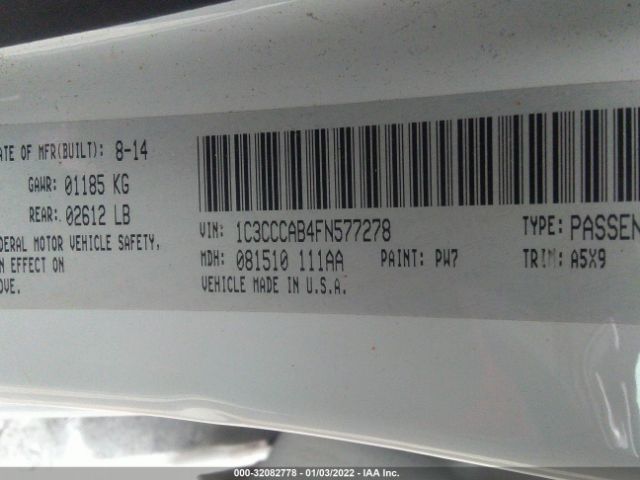 ATE OF MFR(BUILT): 8-14
GAWR: 01185 KG
REAR: 02612 LB
DERAL MOTOR VEHICLE SAFETY,
N EFFECT ON
OVE.
VIN: 1C3CCCAB4FN577278
TYPE: PASSEN
MDH: 081510 111AA
PAINT: PW7
TRIM: A5X9
VEHICLE MADE IN U.S.A.
000-32082778 - 01/03/2022 - IAA Inc.